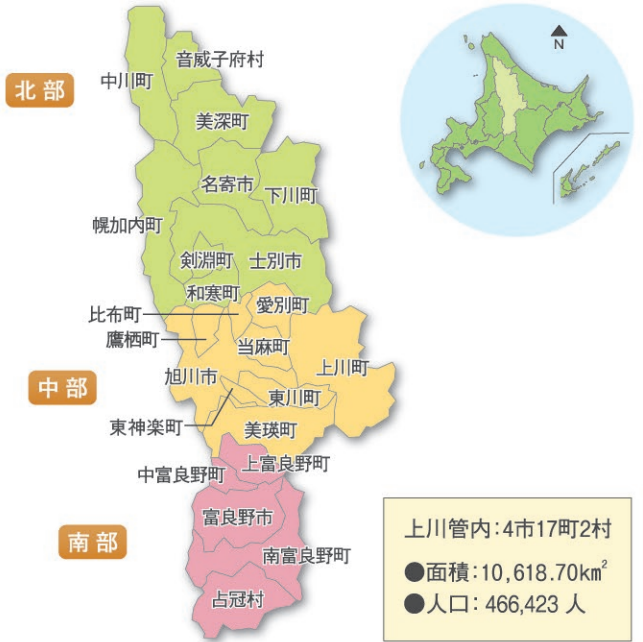 北部
音威子府村
中川町
美深町
名寄市
下川町
幌加内町
剣淵町
士別市
和寒町
愛別町
比布町
鷹栖町
当麻町
上川町
旭川市
中部
東川町
東神楽町
美瑛町
上富良野町
中富良野町
富良野市
南部
南富良野町
占冠村
N
上川管内：4市17町2村
●面積：10,618.70km²
●人口：466,423 人